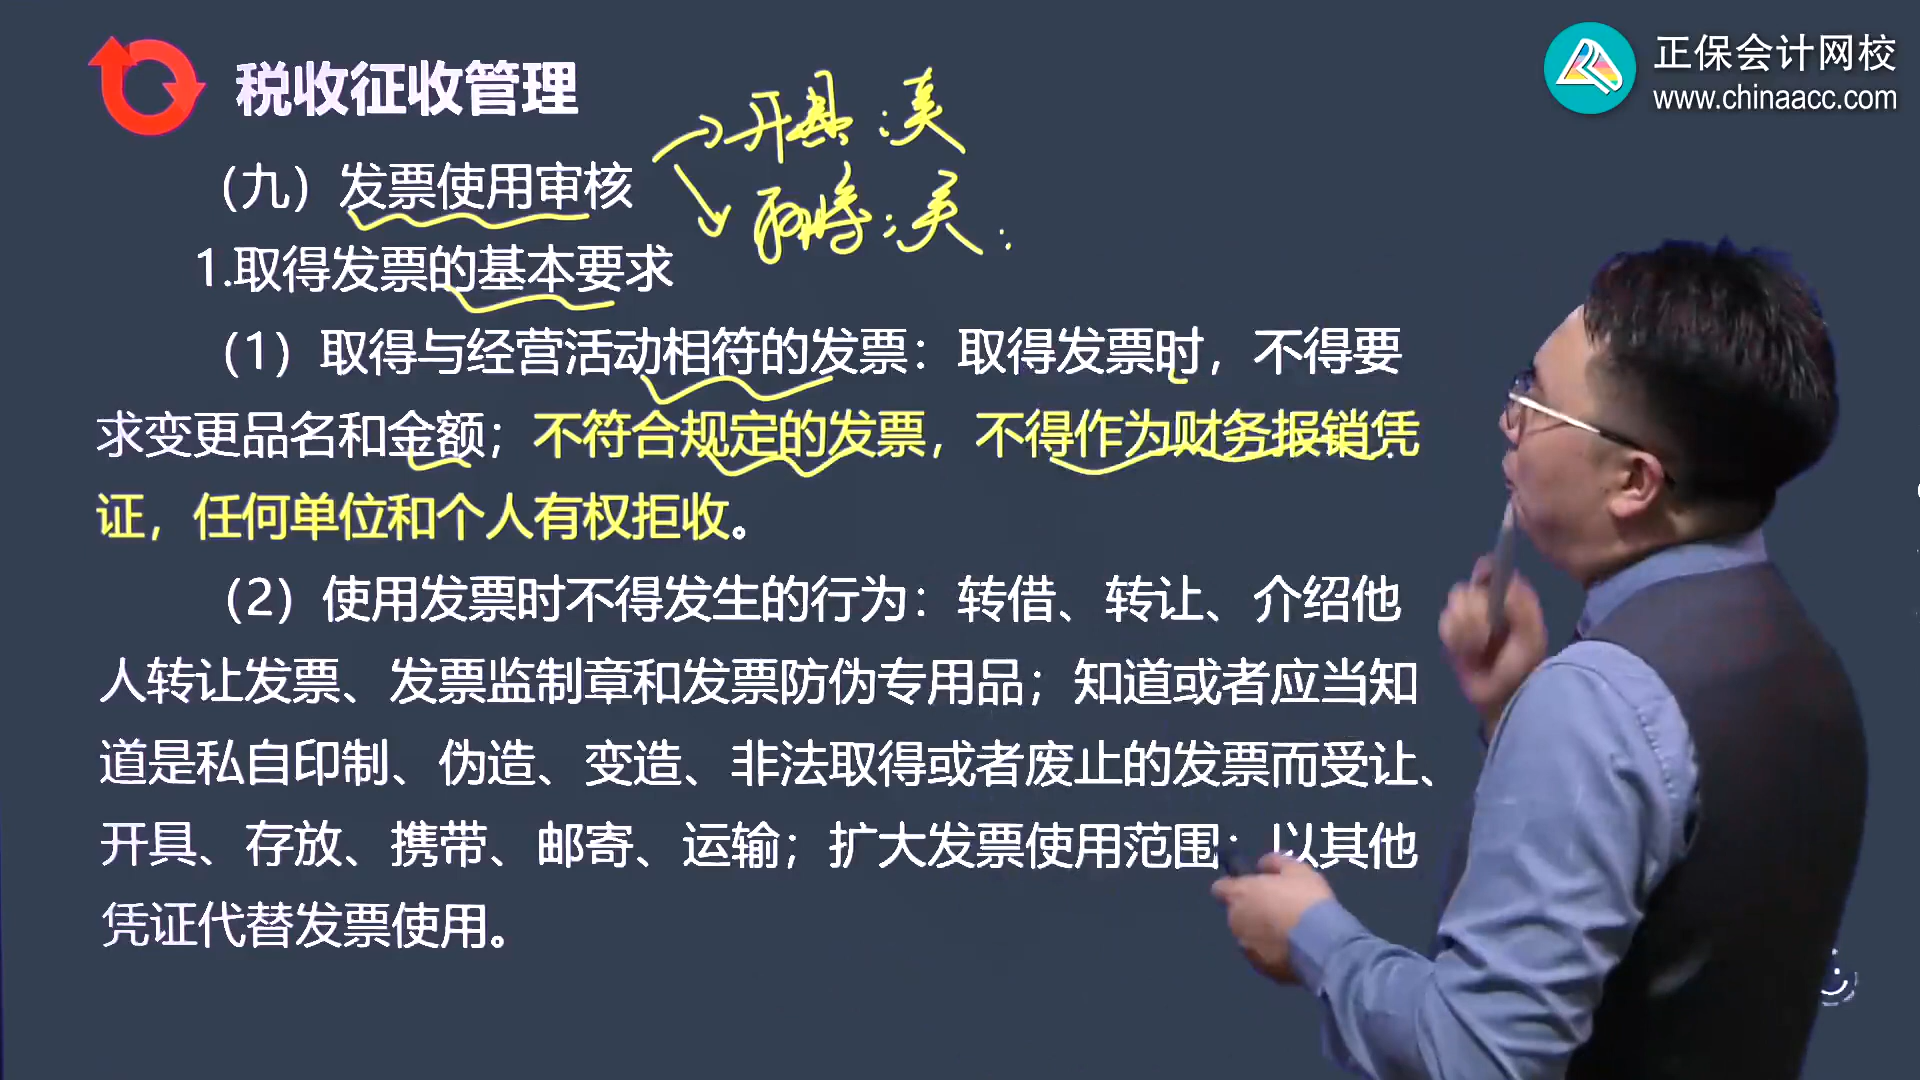 正保会计网校
www.chinaacc.com
税收征收管理
开具：类
取得：类：
（九）发票使用审核
1.取得发票的基本要求
（1）取得与经营活动相符的发票：取得发票时，不得要
求变更品名和金额；不符合规定的发票，不得作为财务报销凭
证，任何单位和个人有权拒收。
（2）使用发票时不得发生的行为：转借、转让、介绍他
人转让发票、发票监制章和发票防伪专用品；知道或者应当知
道是私自印制、伪造、变造、非法取得或者废止的发票而受让、
开具、存放、携带、邮寄、运输；扩大发票使用范围；以其他
凭证代替发票使用。